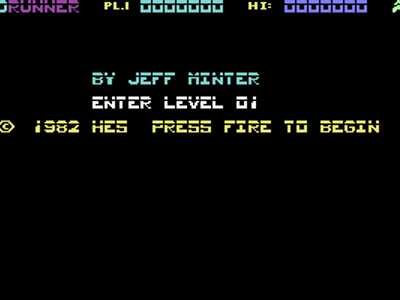 RUNNER PL.1 0000000 HI: 0000000
BY JEFF MINTER
ENTER LEVEL 01
© 1982 HES PRESS FIRE TO BEGIN